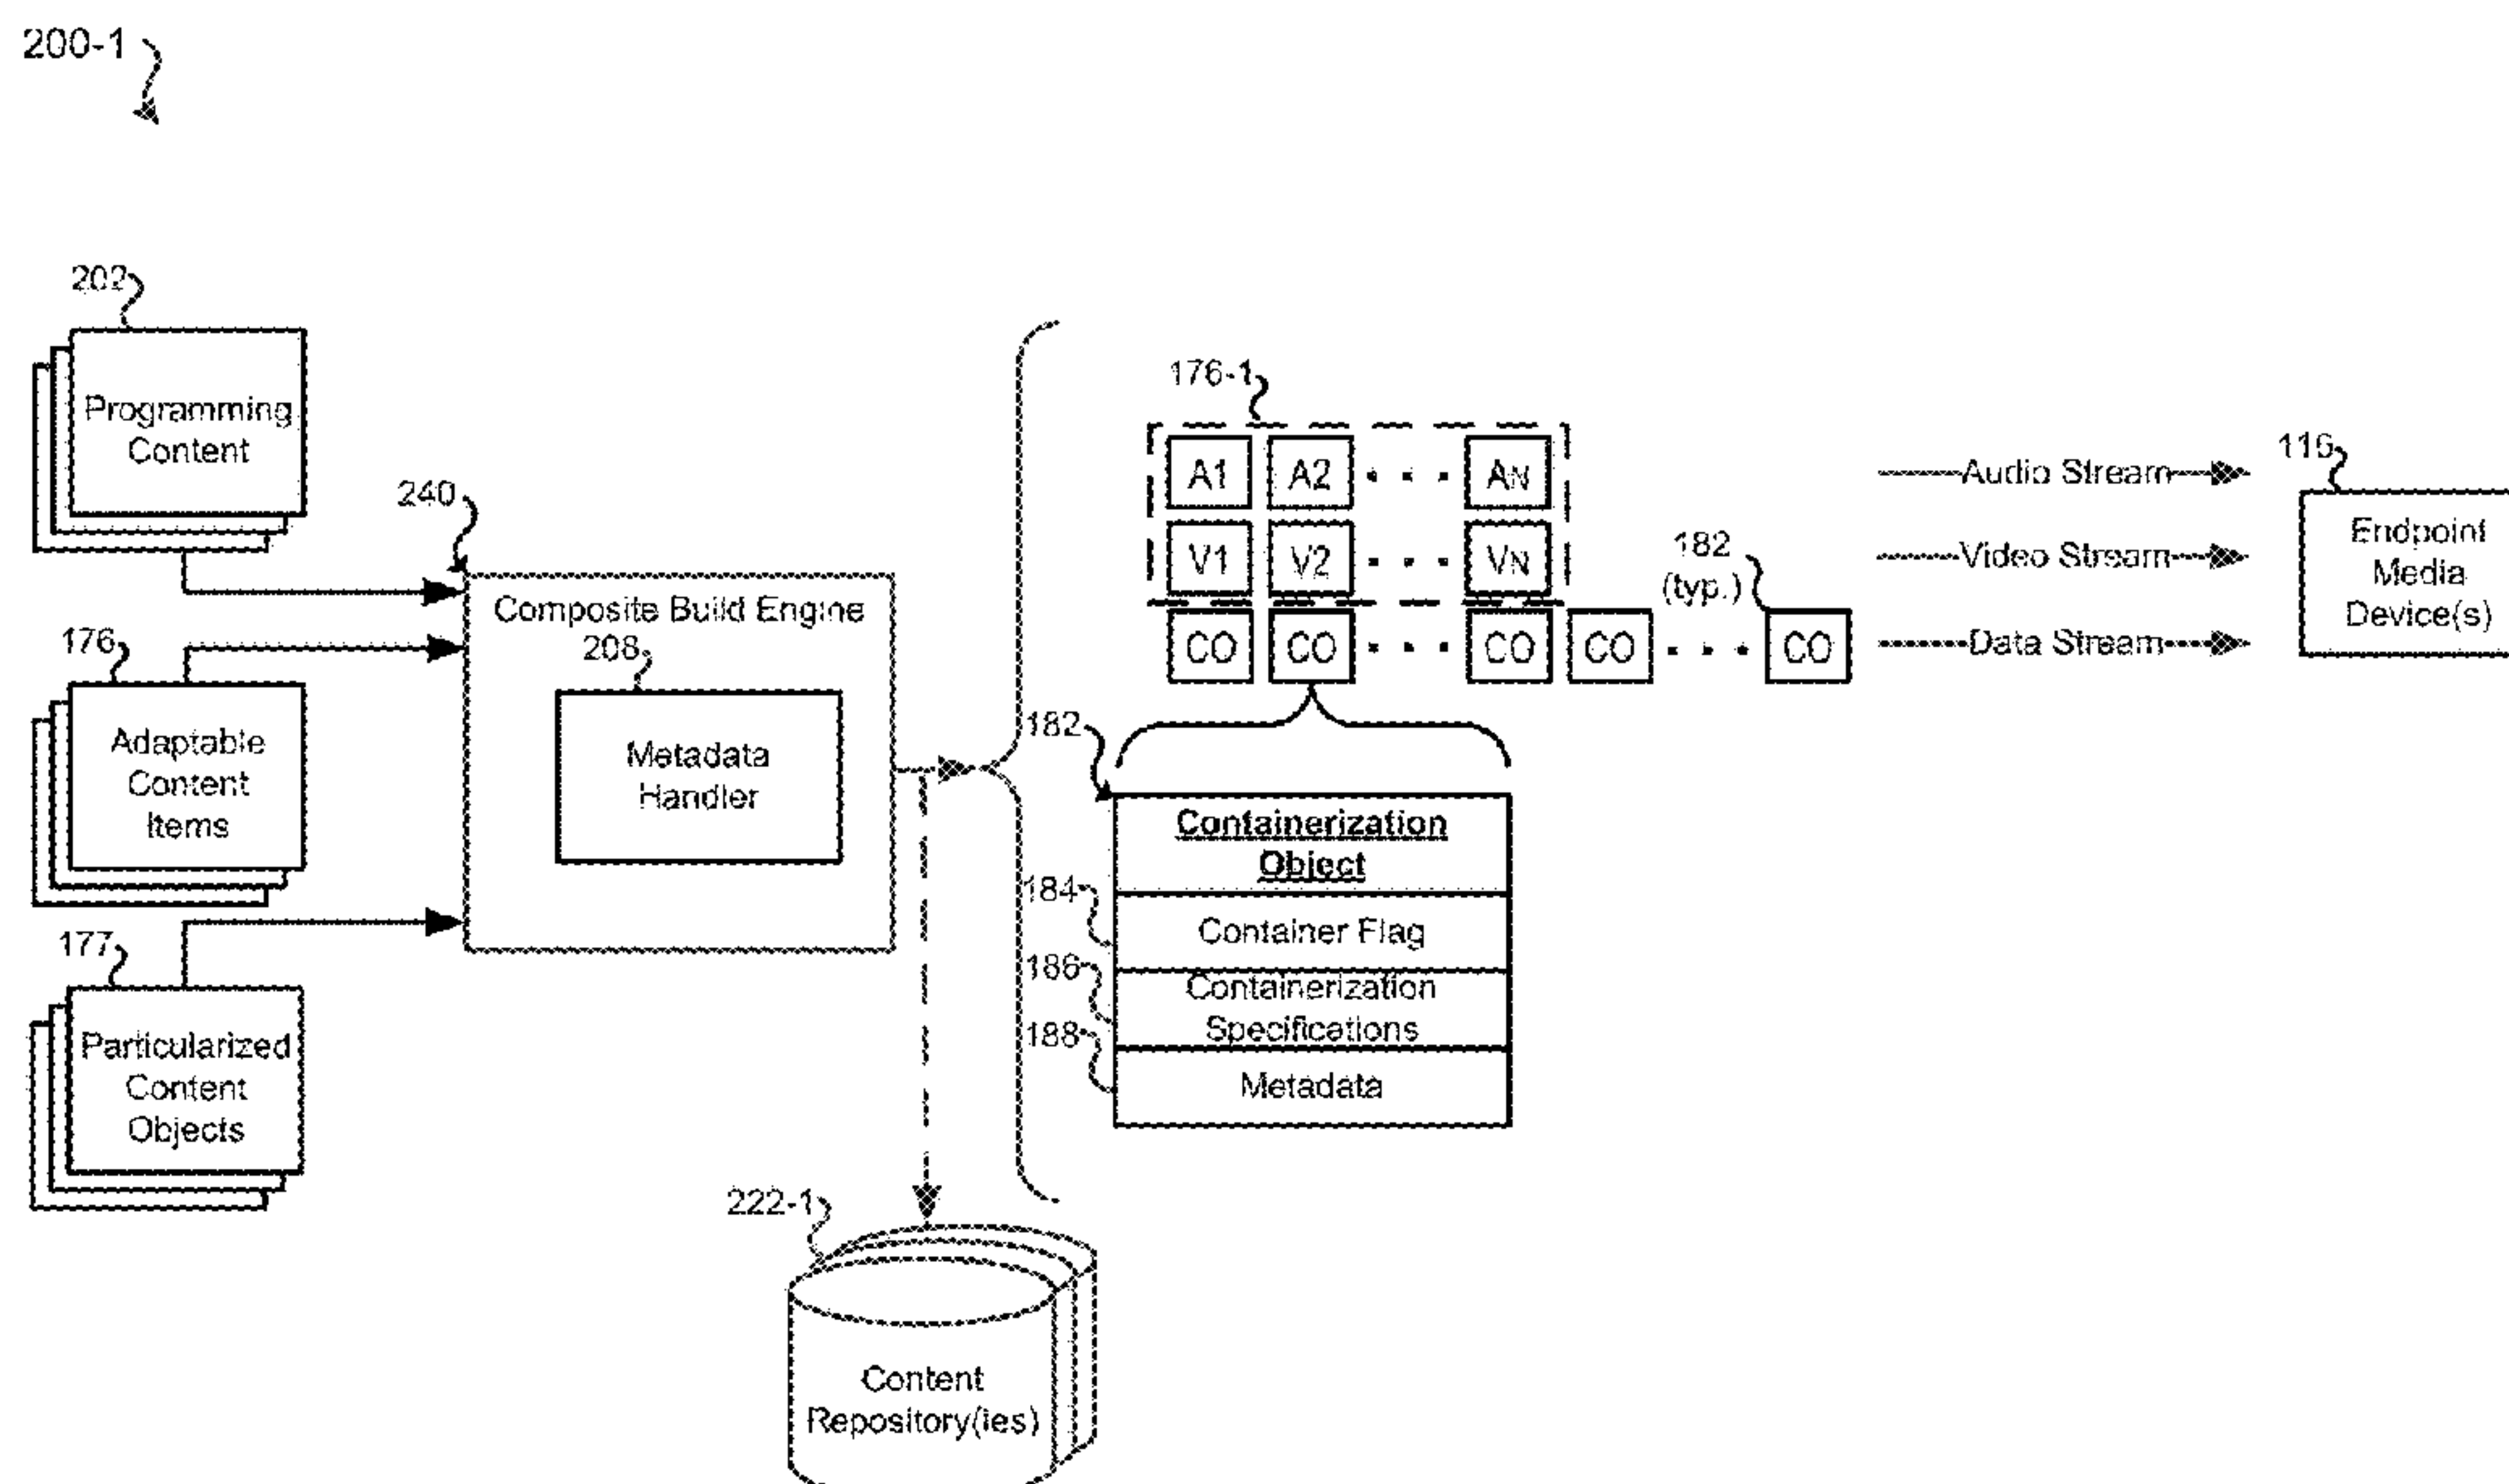 200-1
202
Programming
Content
176
Adaptable
Content
Items
177
Particularized
Content
Objects
240
Composite Build Engine
208
Metadata
Handler
222-1
Content
Repository(ies)
176-1
A1 A2 . . . AN
V1 V2 . . . VN
182
(typ.)
CO CO . . . CO CO . . . CO
182
Containerization
Object
184
Container Flag
186
Containerization
Specifications
188
Metadata
Audio Stream
Video Stream
Data Stream
116
Endpoint
Media
Device(s)